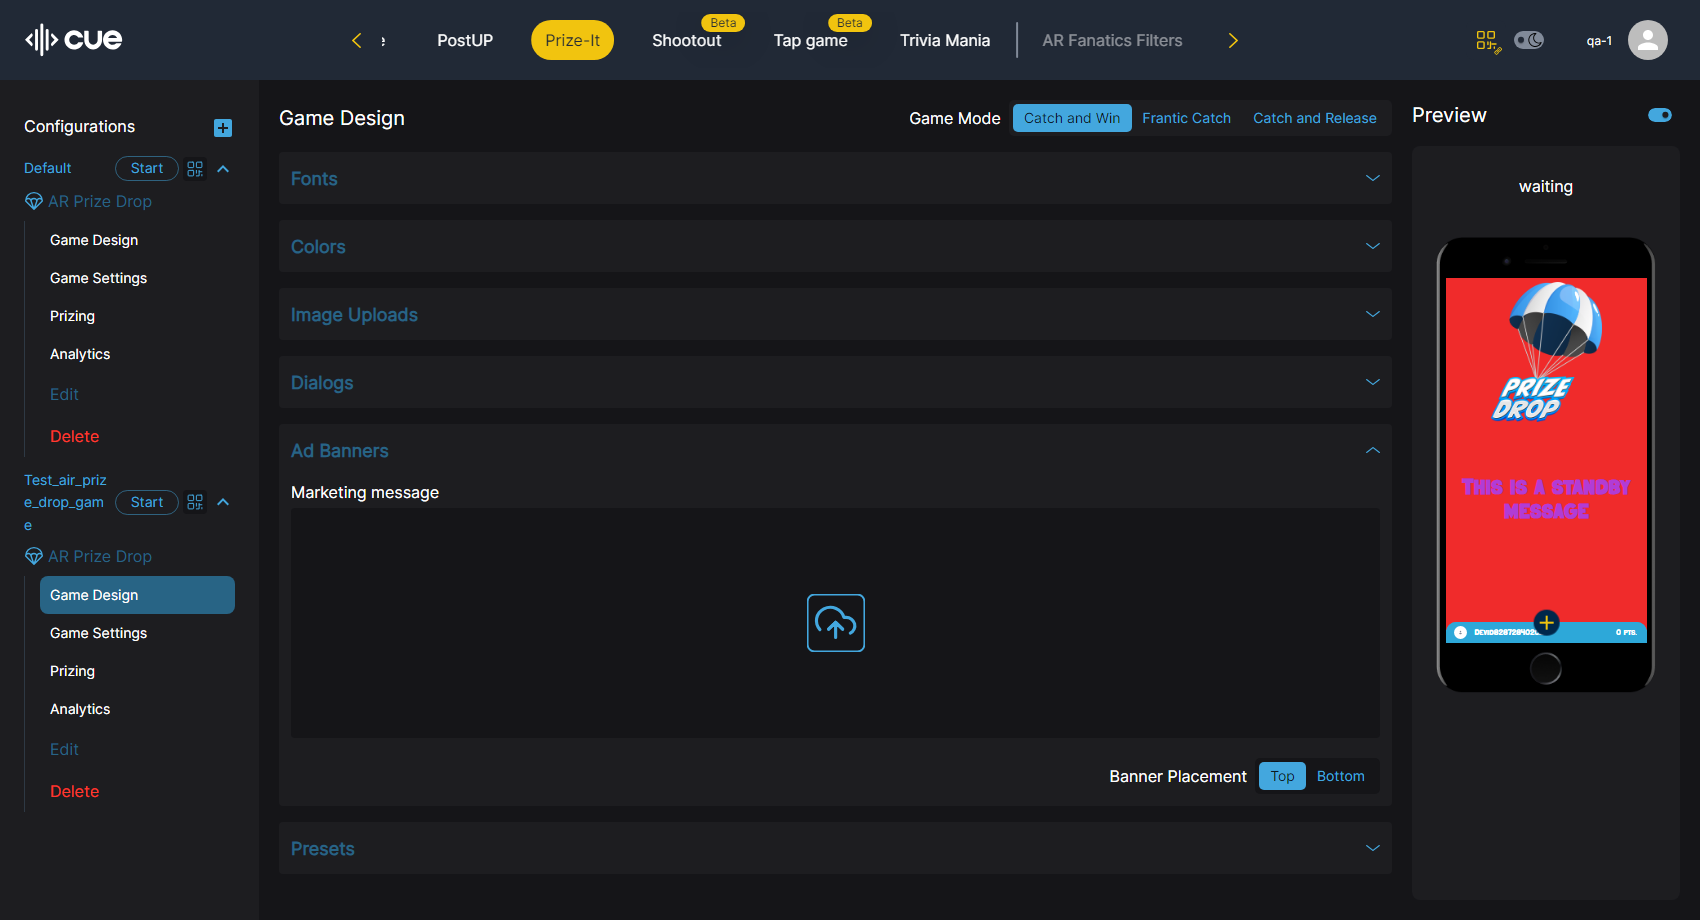 cue
PostUP
Prize-It
Shootout
Beta
Tap game
Beta
Trivia Mania
AR Fanatics Filters
qa-1
Configurations
Default
Start
AR Prize Drop
Game Design
Game Settings
Prizing
Analytics
Edit
Delete
Test_air_priz
e_drop_gam
e
Start
AR Prize Drop
Game Design
Game Settings
Prizing
Analytics
Edit
Delete
Game Design
Game Mode
Catch and Win
Frantic Catch
Catch and Release
Fonts
Colors
Image Uploads
Dialogs
Ad Banners
Marketing message
Banner Placement
Top
Bottom
Presets
Preview
waiting
PRIZE
DROP
This is a standby
message
0 pts.